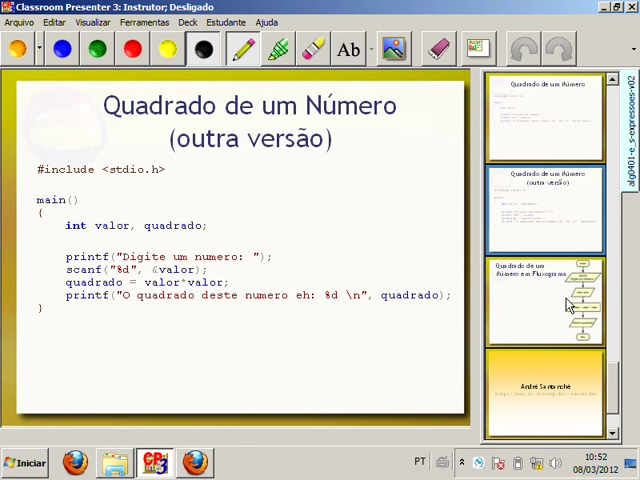 Classroom Presenter 3: Instrutor; Desligado
Arquivo Editar Visualizar Ferramentas Deck Estudante Ajuda
Ab
Quadrado de um Número
(outra versão)
#include <stdio.h>
main()
{
int valor, quadrado;
printf("Digite um numero: ");
scanf("%d", &valor);
quadrado = valor*valor;
printf("O quadrado deste numero eh: %d \n", quadrado);
}
Quadrado de um Número
Quadrado de um Número
(outra versão)
Quadrado de um
Número em Fluxograma
André Santanchè
alg0401-e_s-expressoes-v02
Iniciar
CP3
PT
10:52
08/03/2012